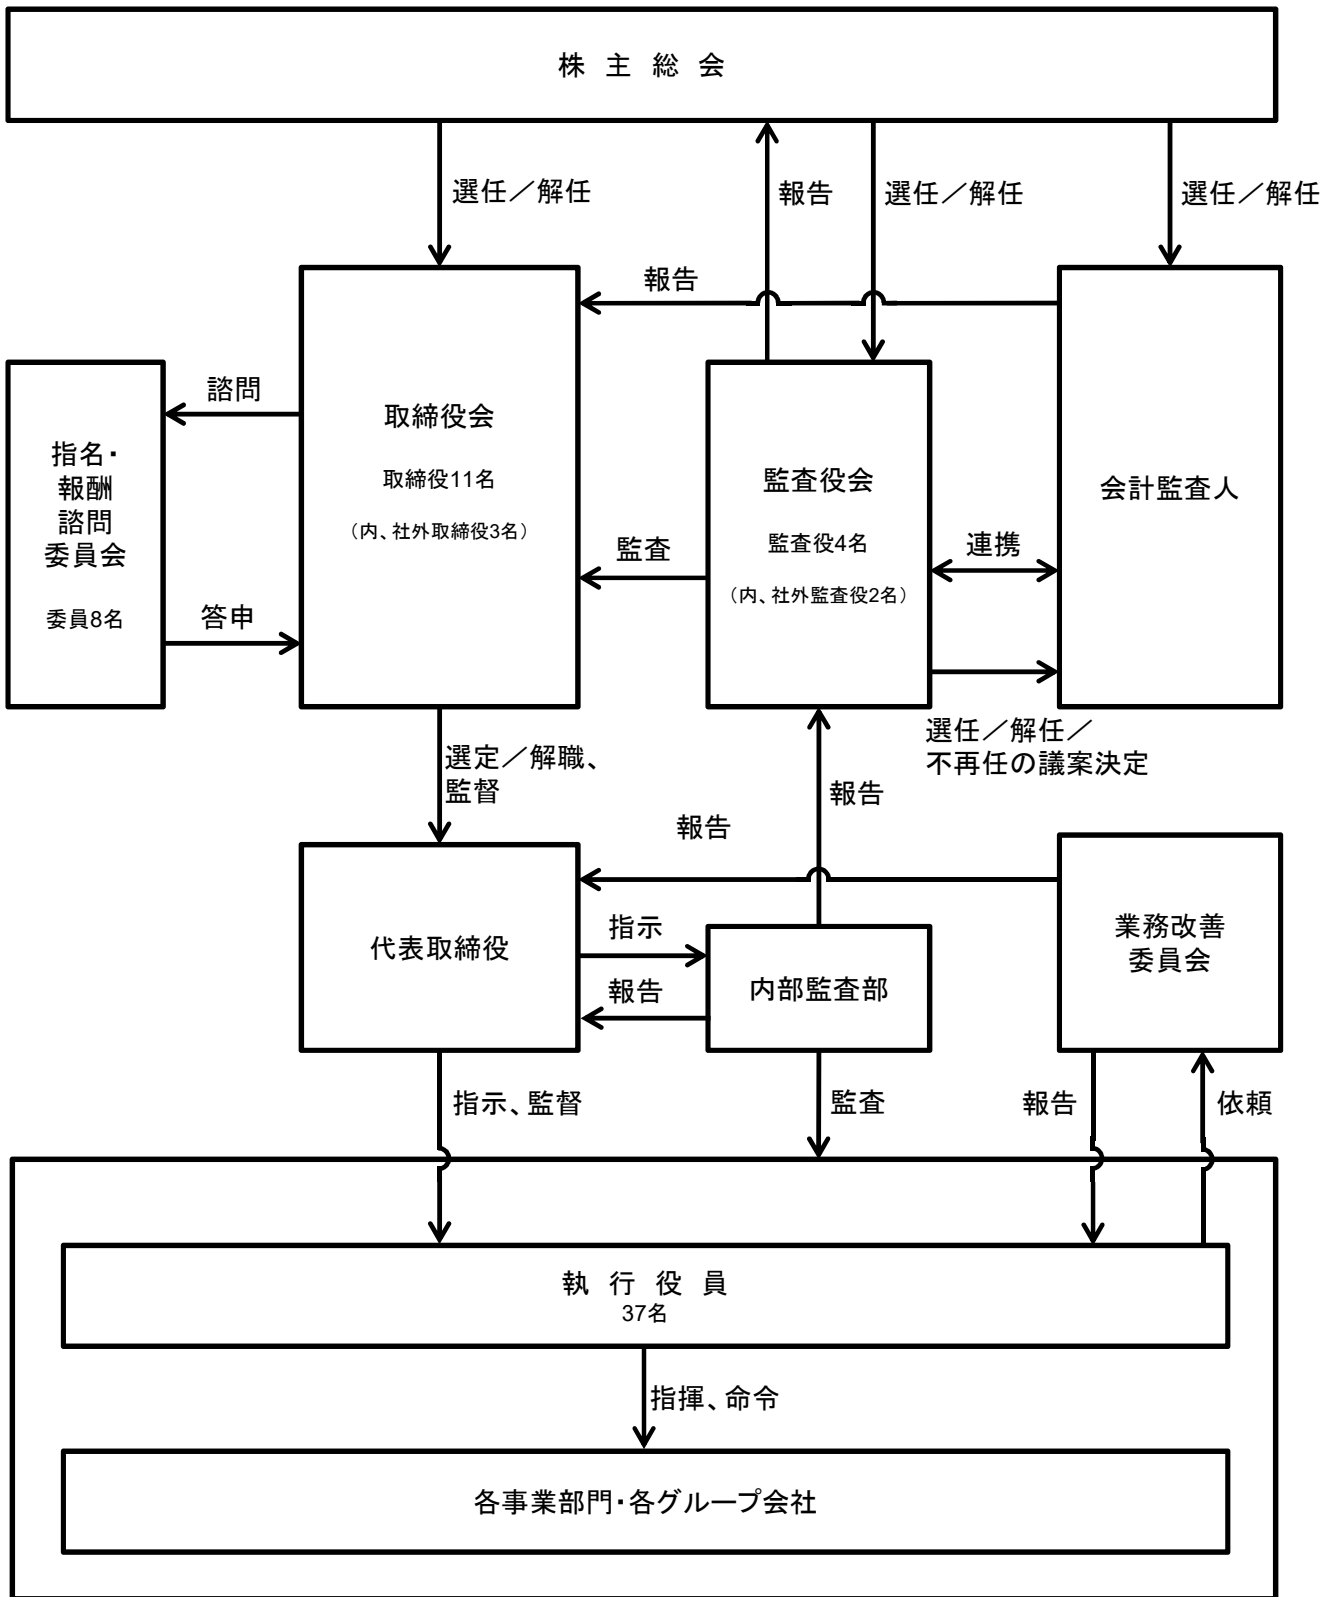 株 主 総 会
選任／解任
報告
選任／解任
選任／解任
報告
諮問
取締役会
取締役11名
（内、社外取締役3名）
指名・
報酬
諮問
委員会
委員8名
答申
監査
監査役会
監査役4名
（内、社外監査役2名）
連携
会計監査人
選任／解任／
不再任の議案決定
選定／解職、
監督
報告
報告
代表取締役
指示
報告
内部監査部
業務改善
委員会
指示、監督
監査
報告
依頼
執 行 役 員
37名
指揮、命令
各事業部門・各グループ会社